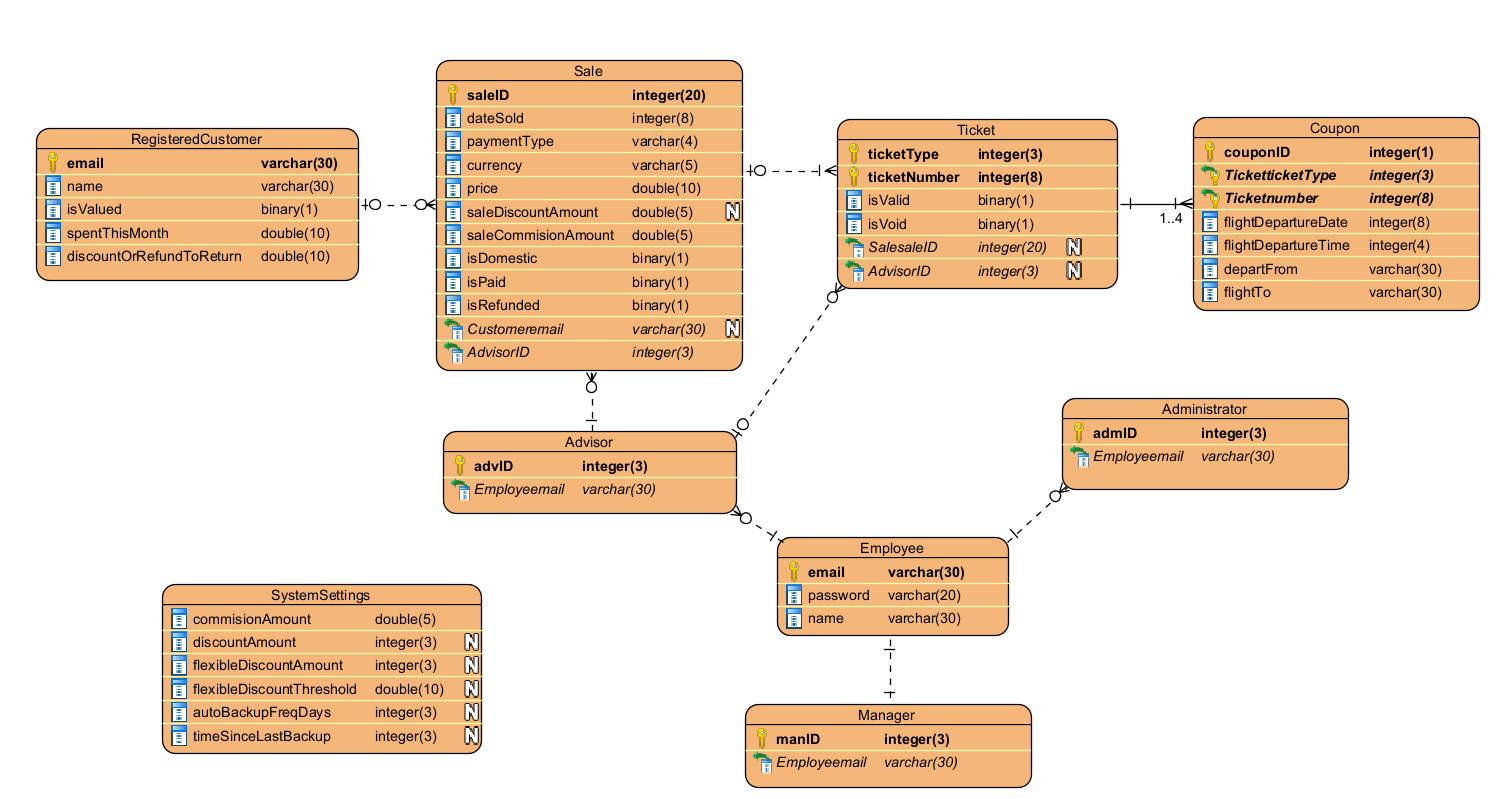 RegisteredCustomer
email varchar(30)
name varchar(30)
isValued binary(1)
spentThisMonth double(10)
discountOrRefundToReturn double(10)
Sale
saleID integer(20)
dateSold integer(8)
paymentType varchar(4)
currency varchar(5)
price double(10)
saleDiscountAmount double(5) N
saleCommisionAmount double(5)
isDomestic binary(1)
isPaid binary(1)
isRefunded binary(1)
Customeremail varchar(30) N
AdvisorID integer(3)
Ticket
ticketType integer(3)
ticketNumber integer(8)
isValid binary(1)
isVoid binary(1)
SalesaleID integer(20) N
AdvisorID integer(3) N
1..4
Coupon
couponID integer(1)
TicketticketType integer(3)
Ticketnumber integer(8)
flightDepartureDate integer(8)
flightDepartureTime integer(4)
departFrom varchar(30)
flightTo varchar(30)
Advisor
advID integer(3)
Employeemail varchar(30)
Administrator
admID integer(3)
Employeemail varchar(30)
Employee
email varchar(30)
password varchar(20)
name varchar(30)
SystemSettings
commisionAmount double(5)
discountAmount integer(3) N
flexibleDiscountAmount integer(3) N
flexibleDiscountThreshold double(10) N
autoBackupFreqDays integer(3) N
timeSinceLastBackup integer(3) N
Manager
manID integer(3)
Employeemail varchar(30)